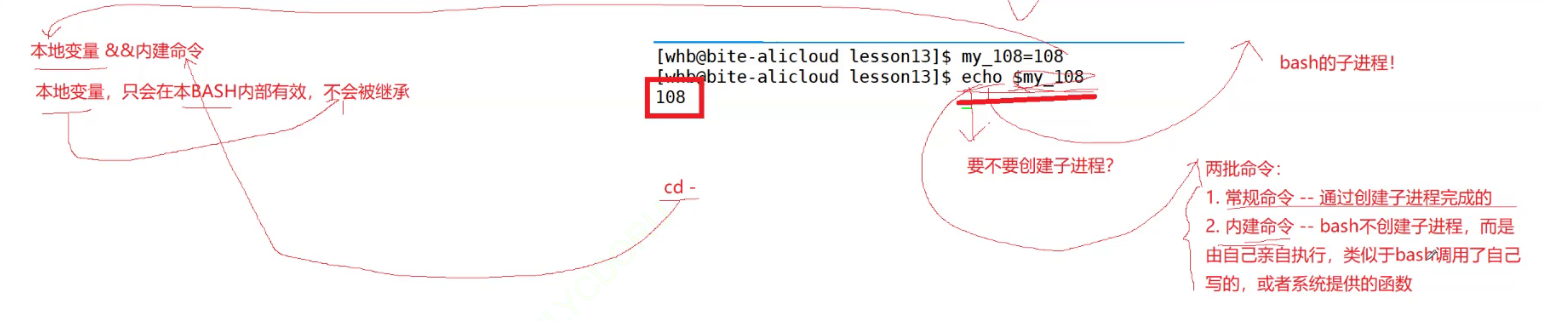 本地变量 &&内建命令
本地变量，只会在本BASH内部有效，不会被继承
[whb@bite-alicloud lesson13]$ my_108=108
[whb@bite-alicloud lesson13]$ echo $my_108
108
bash的子进程！
要不要创建子进程？
cd -
两批命令：
1. 常规命令 -- 通过创建子进程完成的
2. 内建命令 -- bash不创建子进程，而是
由自己亲自执行，类似于bash调用了自己
写的，或者系统提供的函数